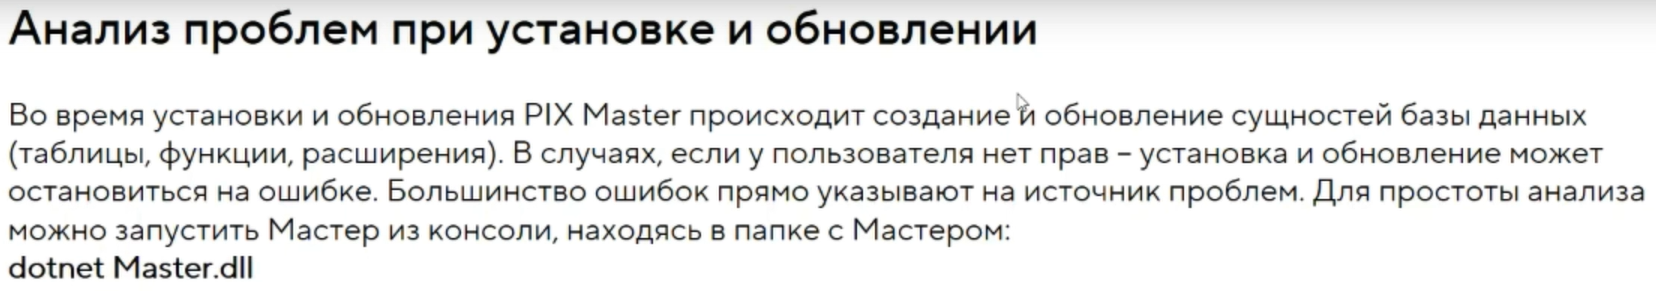 Анализ проблем при установке и обновлении
Во время установки и обновления PIX Master происходит создание и обновление сущностей базы данных
(таблицы, функции, расширения). В случаях, если у пользователя нет прав – установка и обновление может
остановиться на ошибке. Большинство ошибок прямо указывают на источник проблем. Для простоты анализа
можно запустить Мастер из консоли, находясь в папке с Мастером:
dotnet Master.dll